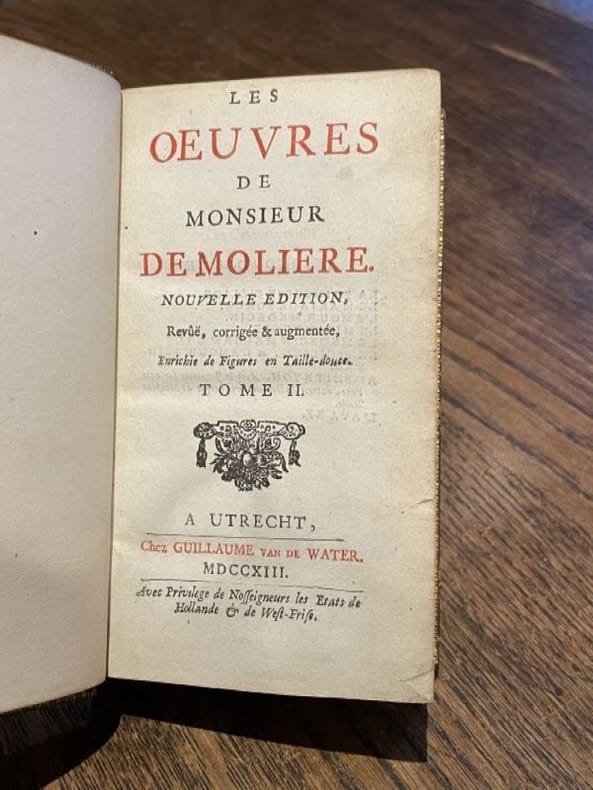 LES
OEUVRES
DE
MONSIEUR
DE MOLIERE.
NOUVELLE EDITION,
Revûë, corrigée & augmentée,
Enrichie de Figures en Taille-douce.
TOME II.
A UTRECHT,
Chez GUILLAUME VAN DE WATER.
MDCCXIII.
Avec Privilege de Noſſeigneurs les Etats de
Hollande & de Weſt-Friſe.